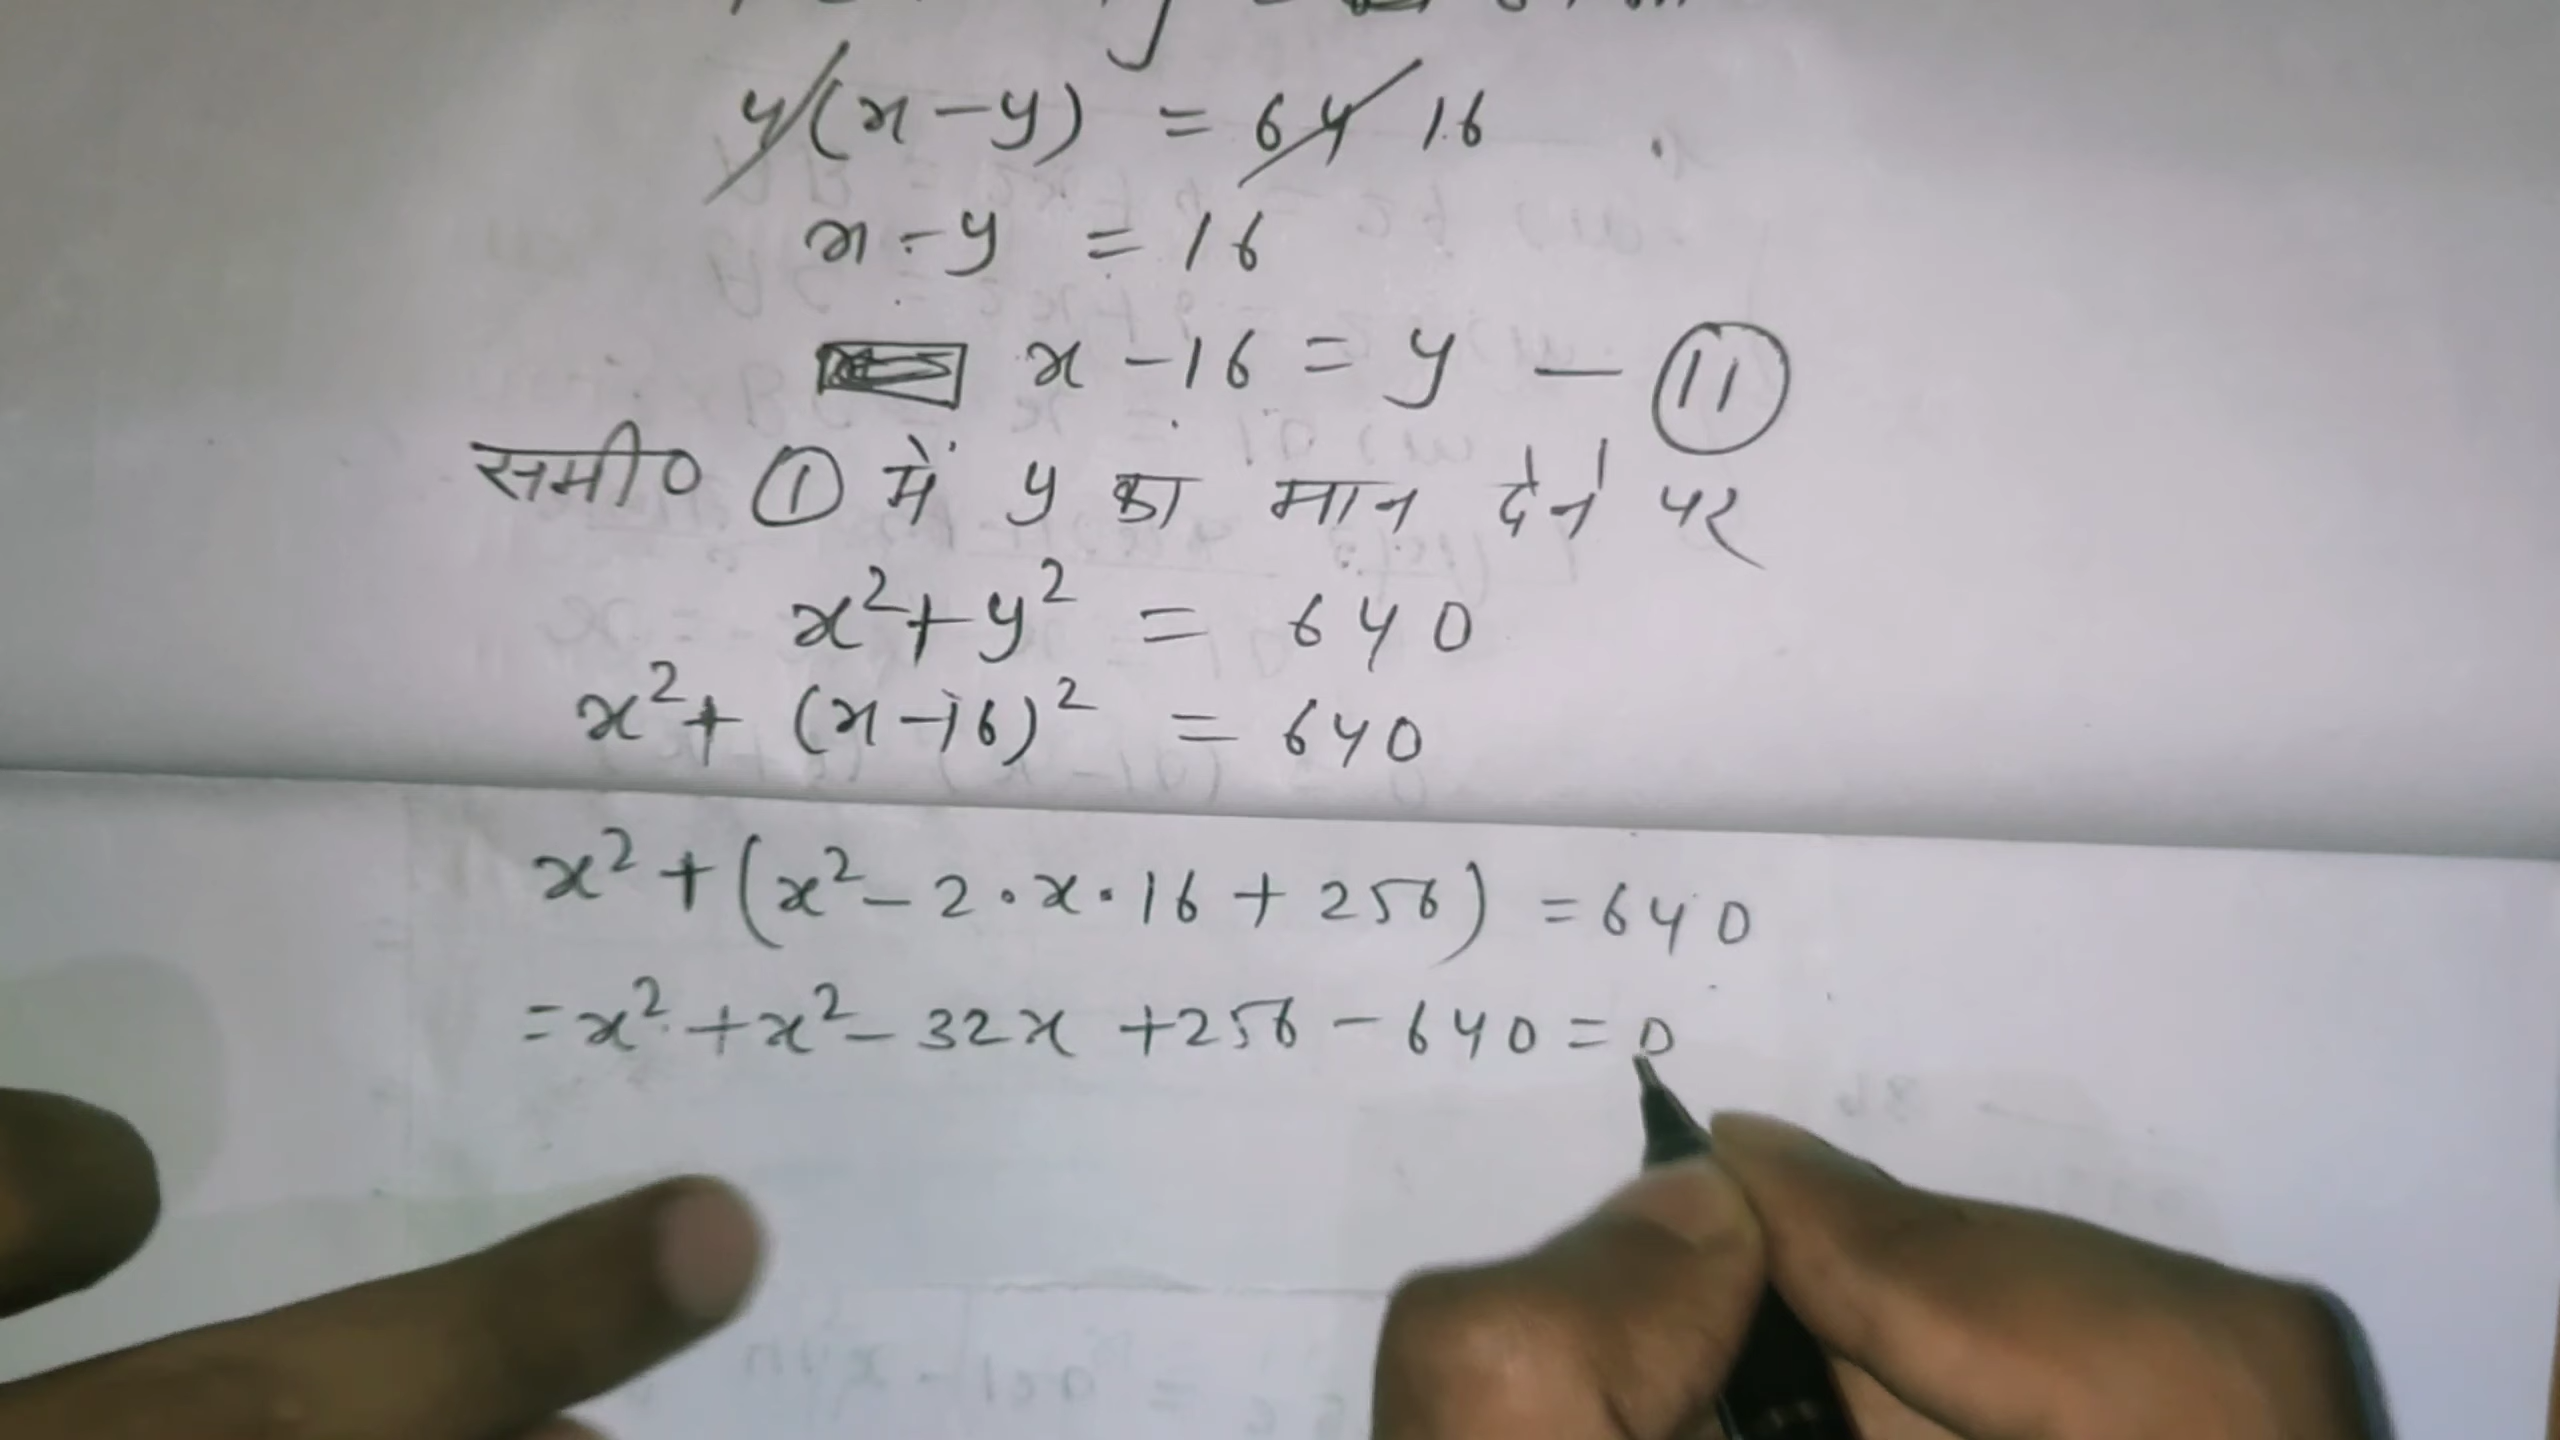 4(x-y) = 64 16
x-y = 16
x-16 = y — 11
समी० 1 में y का मान देने पर
x²+y² = 640
x²+ (x-16)² = 640
x²+(x²-2·x·16+256) =640
=x²+x²-32x+256-640=0